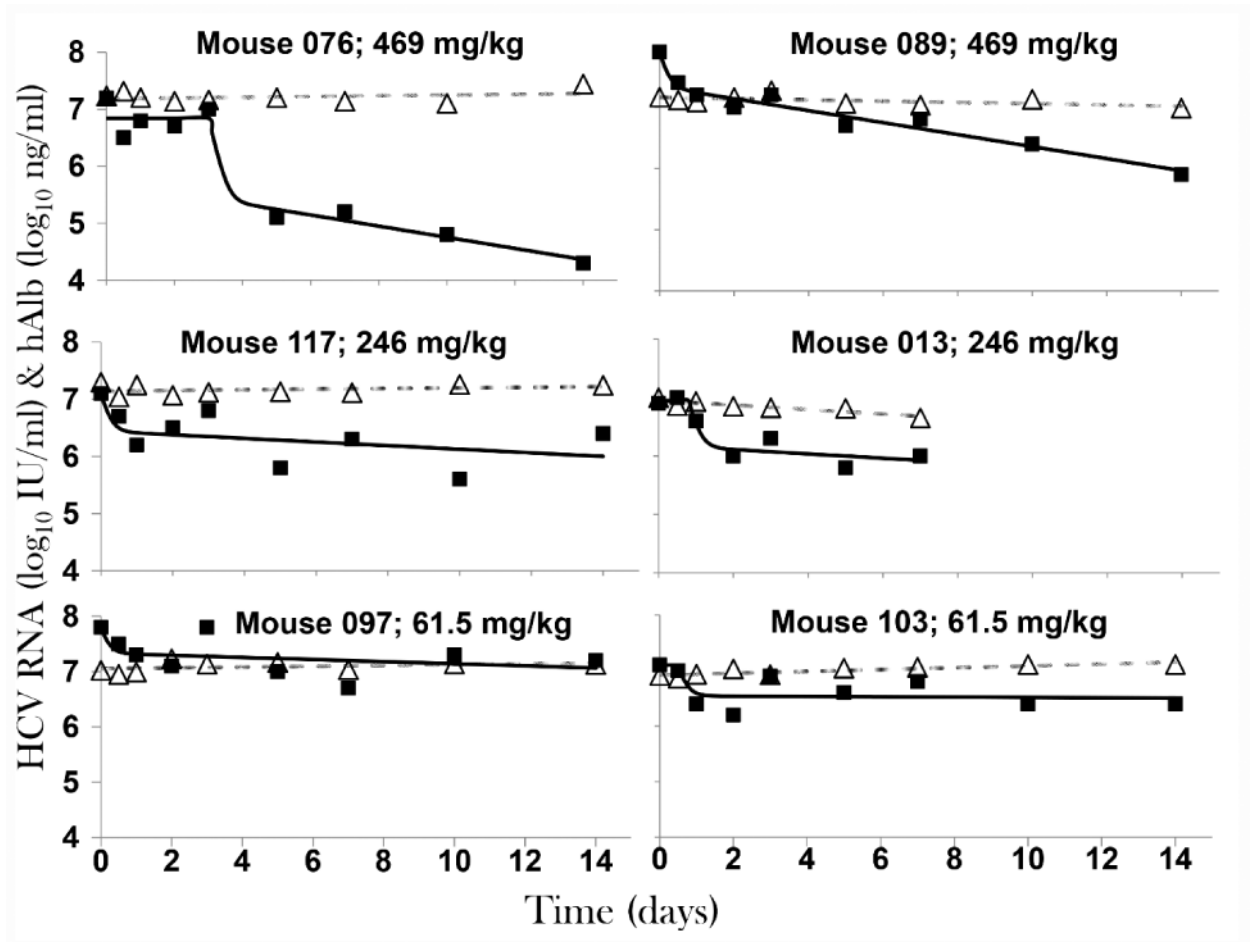 HCV RNA (log10 IU/ml) & hAlb (log10 ng/ml)
Mouse 076; 469 mg/kg
8
7
6
5
4
Mouse 089; 469 mg/kg
Mouse 117; 246 mg/kg
8
7
6
5
4
Mouse 013; 246 mg/kg
Mouse 097; 61.5 mg/kg
8
7
6
5
4
0 2 4 6 8 10 12 14
Mouse 103; 61.5 mg/kg
0 2 4 6 8 10 12 14
Time (days)